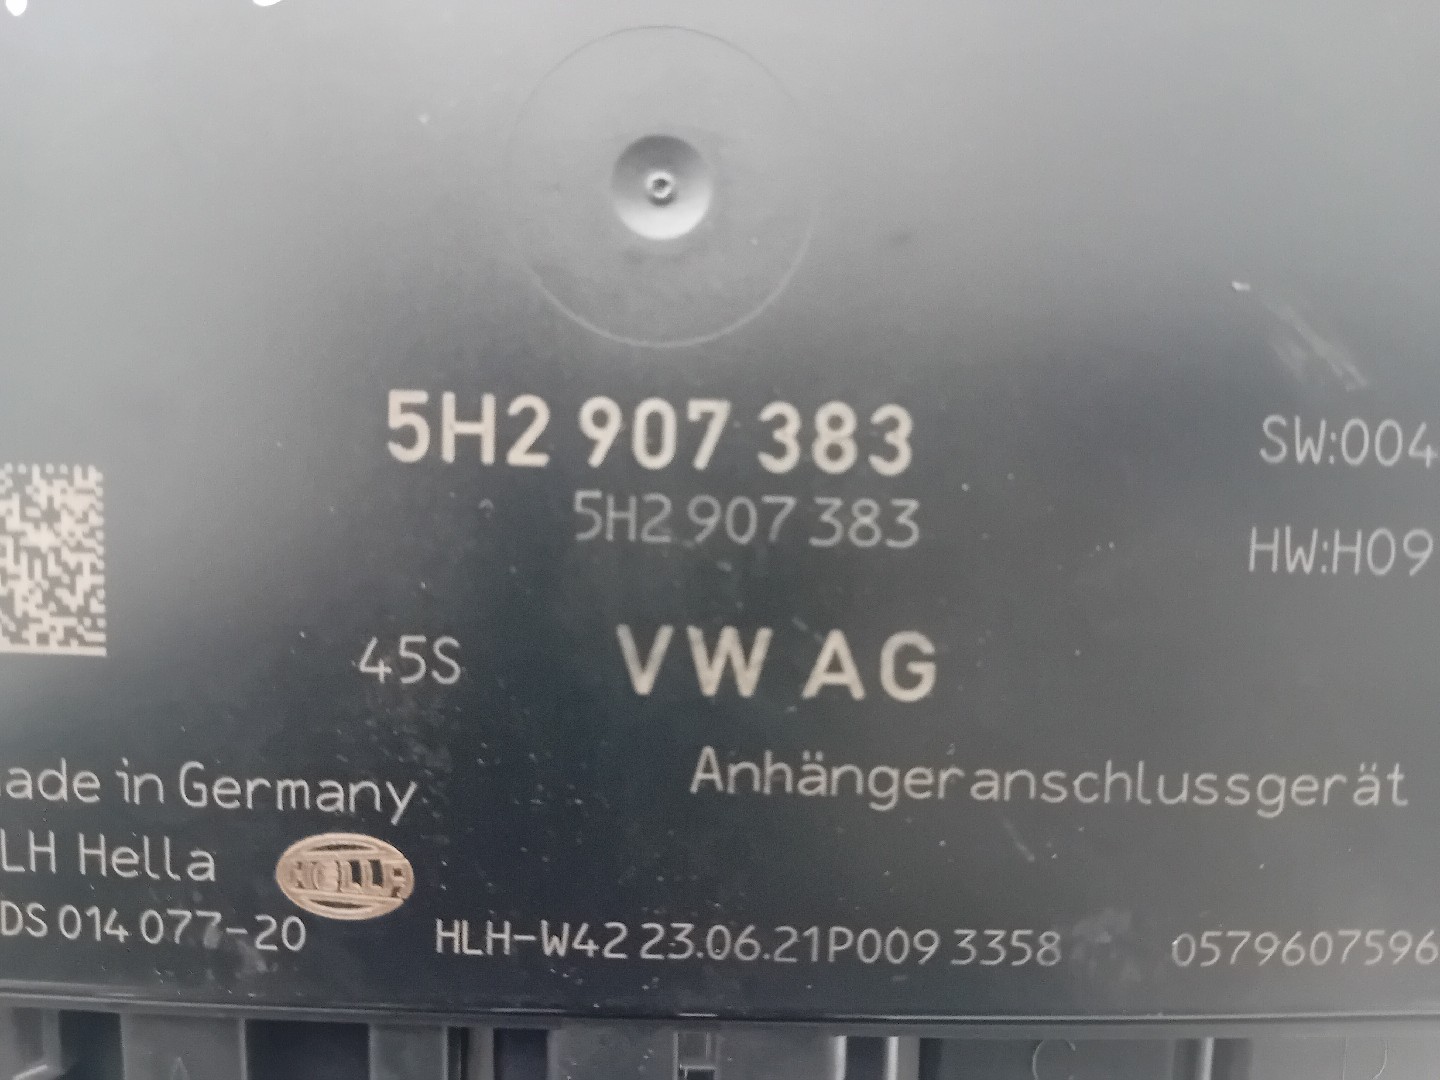 5H2 907 383
SW:004
5H2 907 383
HW:H09
45S
VW AG
ade in Germany
Anhängeranschlussgerät
LH Hella
HELLA
DS 014 077-20
HLH-W42 23.06.21P009 3358
0579607596
C
D